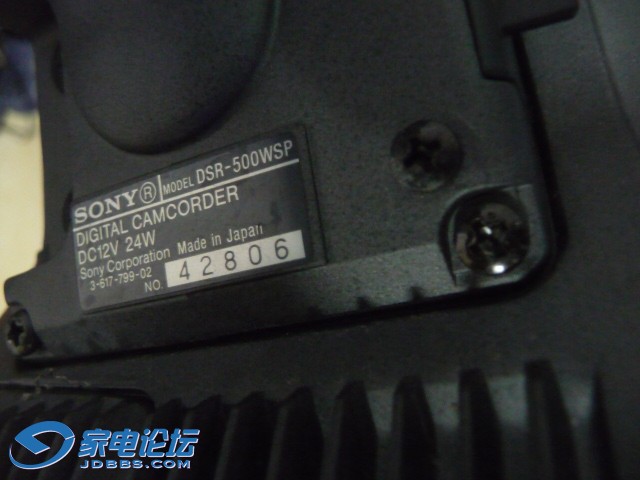 SONY® MODEL DSR-500WSP
DIGITAL CAMCORDER
DC12V 24W
Sony Corporation Made in Japan
3-617-799-02
NO. 42806
家电论坛
JDBBS.COM